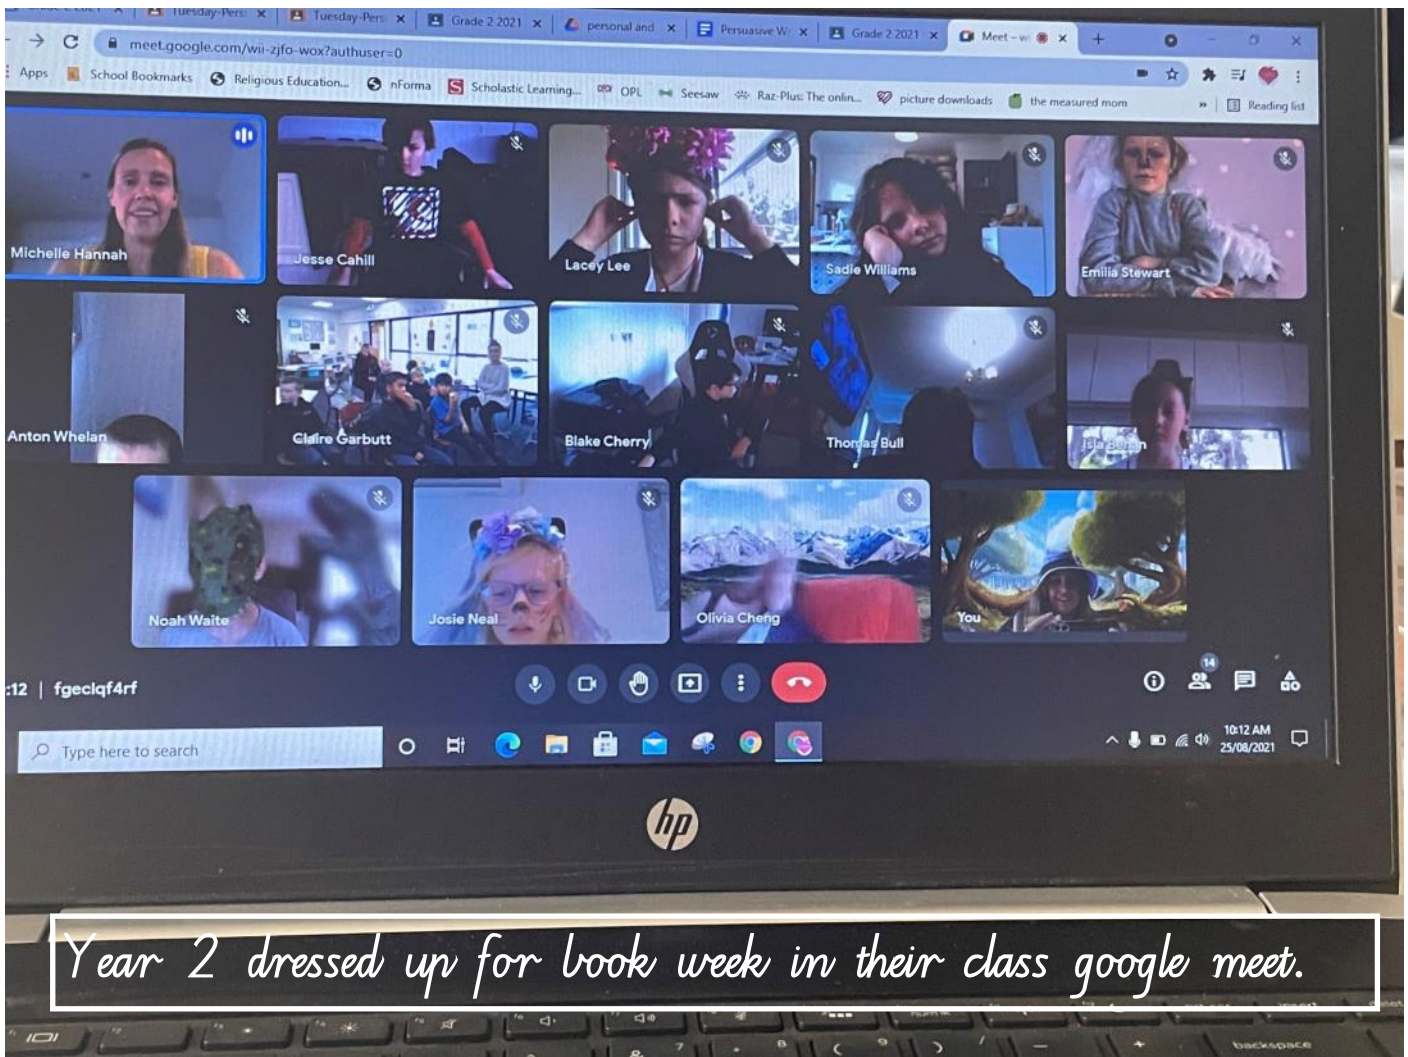 Tuesday-Pers
Tuesday-Pers
Grade 2 2021
personal and
Persuasive W
Grade 2 2021
Meet – w
meet.google.com/wii-zjfo-wox?authuser=0
Apps
School Bookmarks
Religious Education...
nForma
Scholastic Learning...
OPL
Seesaw
Raz-Plus: The onlin...
picture downloads
the measured mom
Reading list
Michelle Hannah
Jesse Cahill
Lacey Lee
Sadie Williams
Emilia Stewart
Anton Whelan
Claire Garbutt
Blake Cherry
Thomas Bull
Isla
Noah Waite
Josie Neal
Olivia Cheng
You
:12 | fgeclqf4rf
14
Type here to search
10:12 AM
25/08/2021
hp
Year 2 dressed up for book week in their class google meet.
backspace